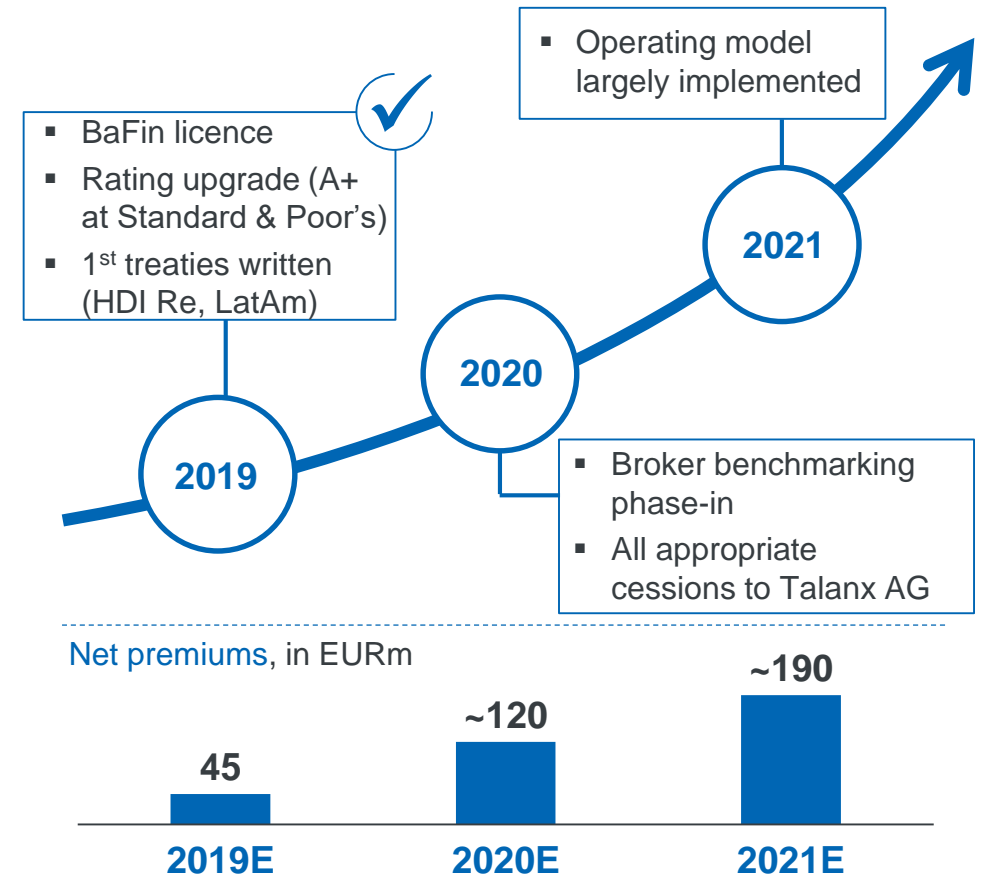 ▪ Operating model
largely implemented
▪ BaFin licence
▪ Rating upgrade (A+
at Standard & Poor’s)
▪ 1st treaties written
(HDI Re, LatAm)
2021
2020
2019
▪ Broker benchmarking
phase-in
▪ All appropriate
cessions to Talanx AG
Net premiums, in EURm
45
~120
~190
2019E
2020E
2021E